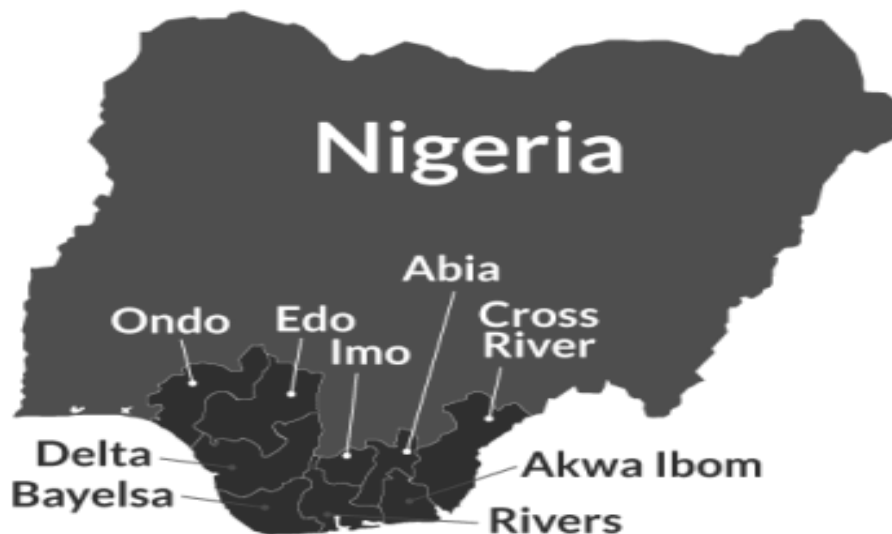 Nigeria
Abia
Ondo
Edo
Cross
River
Imo
Delta
Bayelsa
Akwa Ibom
Rivers